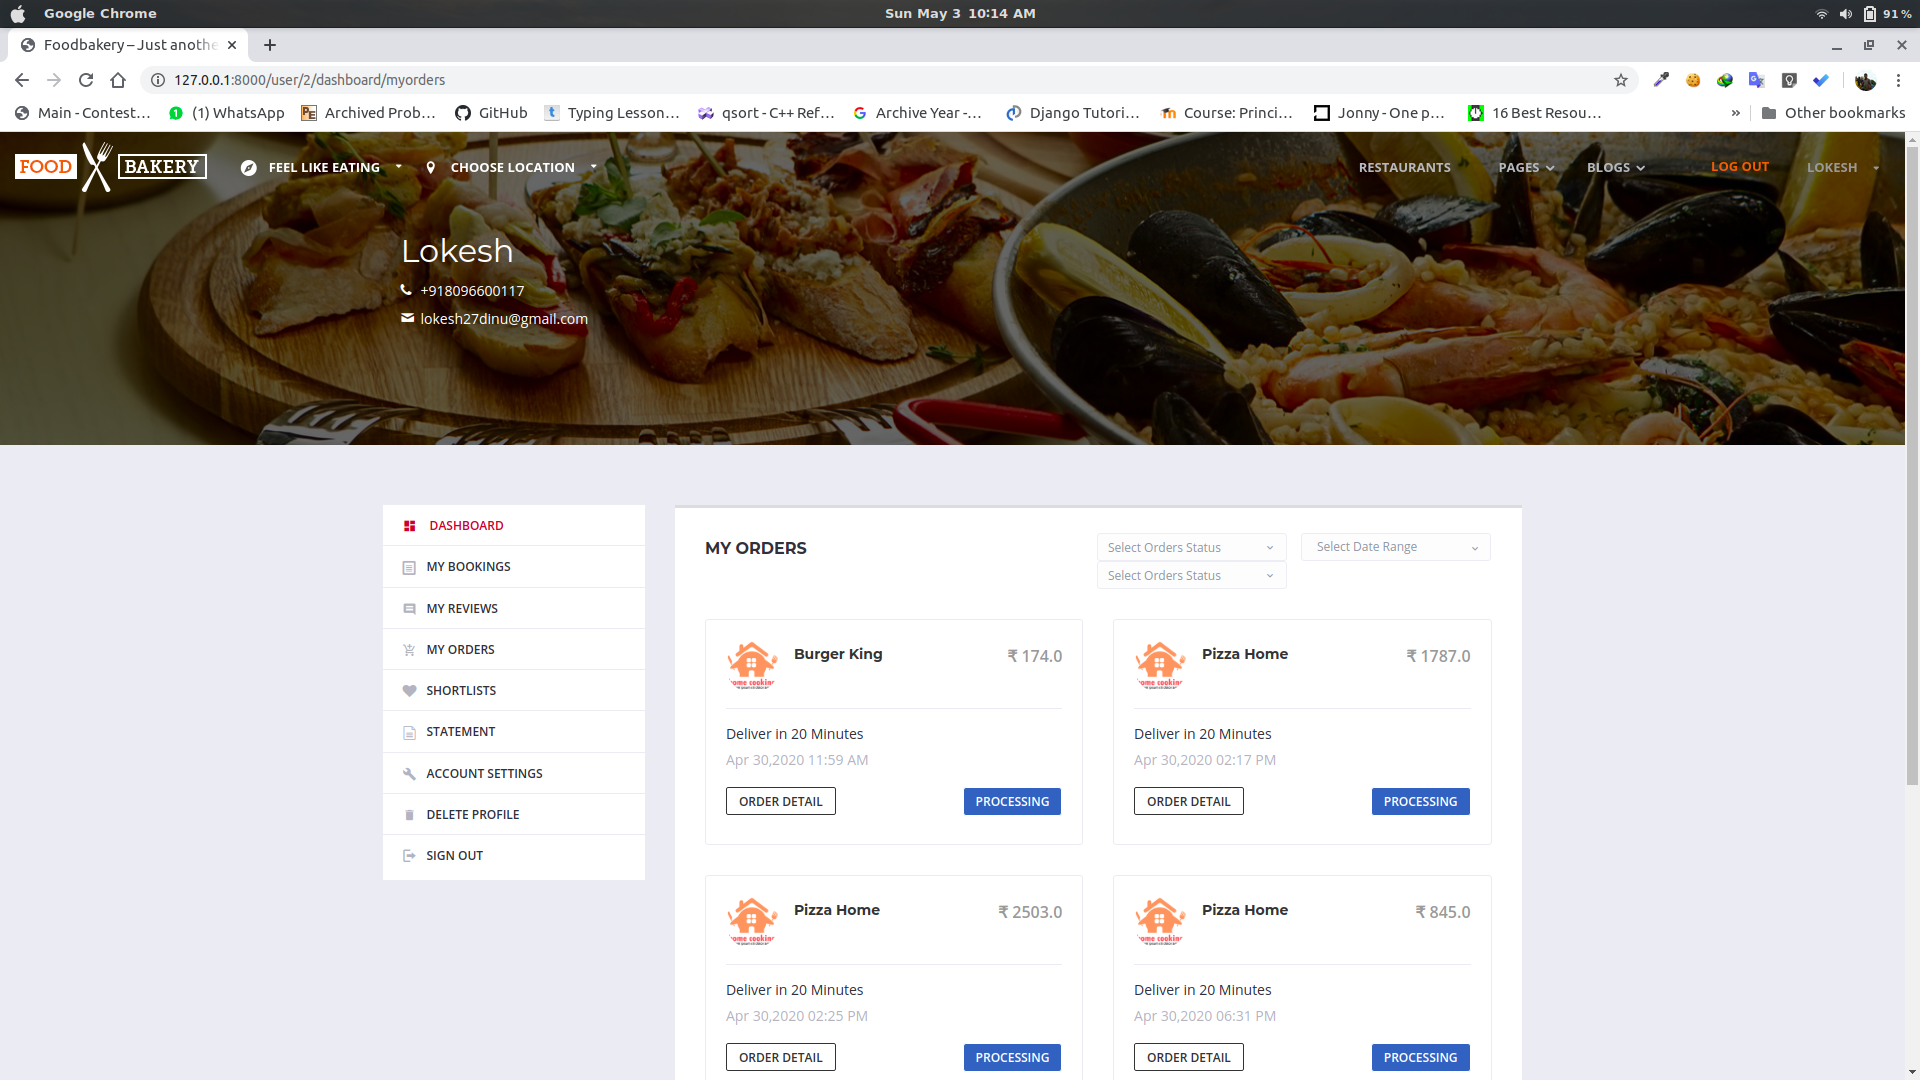 Google Chrome
Sun May 3 10:14 AM
91 %
Foodbakery – Just anothe
127.0.0.1:8000/user/2/dashboard/myorders
Main - Contest…
(1) WhatsApp
Archived Prob…
GitHub
Typing Lesson…
qsort - C++ Ref…
Archive Year -…
Django Tutori…
Course: Princi…
Jonny - One p…
16 Best Resou…
»
Other bookmarks
FOOD BAKERY
FEEL LIKE EATING
CHOOSE LOCATION
RESTAURANTS
PAGES
BLOGS
LOG OUT
LOKESH
Lokesh
+918096600117
lokesh27dinu@gmail.com
DASHBOARD
MY BOOKINGS
MY REVIEWS
MY ORDERS
SHORTLISTS
STATEMENT
ACCOUNT SETTINGS
DELETE PROFILE
SIGN OUT
MY ORDERS
Select Orders Status
Select Date Range
Select Orders Status
Burger King
₹ 174.0
home cooking
Deliver in 20 Minutes
Apr 30,2020 11:59 AM
ORDER DETAIL
PROCESSING
Pizza Home
₹ 1787.0
home cooking
Deliver in 20 Minutes
Apr 30,2020 02:17 PM
ORDER DETAIL
PROCESSING
Pizza Home
₹ 2503.0
home cooking
Deliver in 20 Minutes
Apr 30,2020 02:25 PM
ORDER DETAIL
PROCESSING
Pizza Home
₹ 845.0
home cooking
Deliver in 20 Minutes
Apr 30,2020 06:31 PM
ORDER DETAIL
PROCESSING